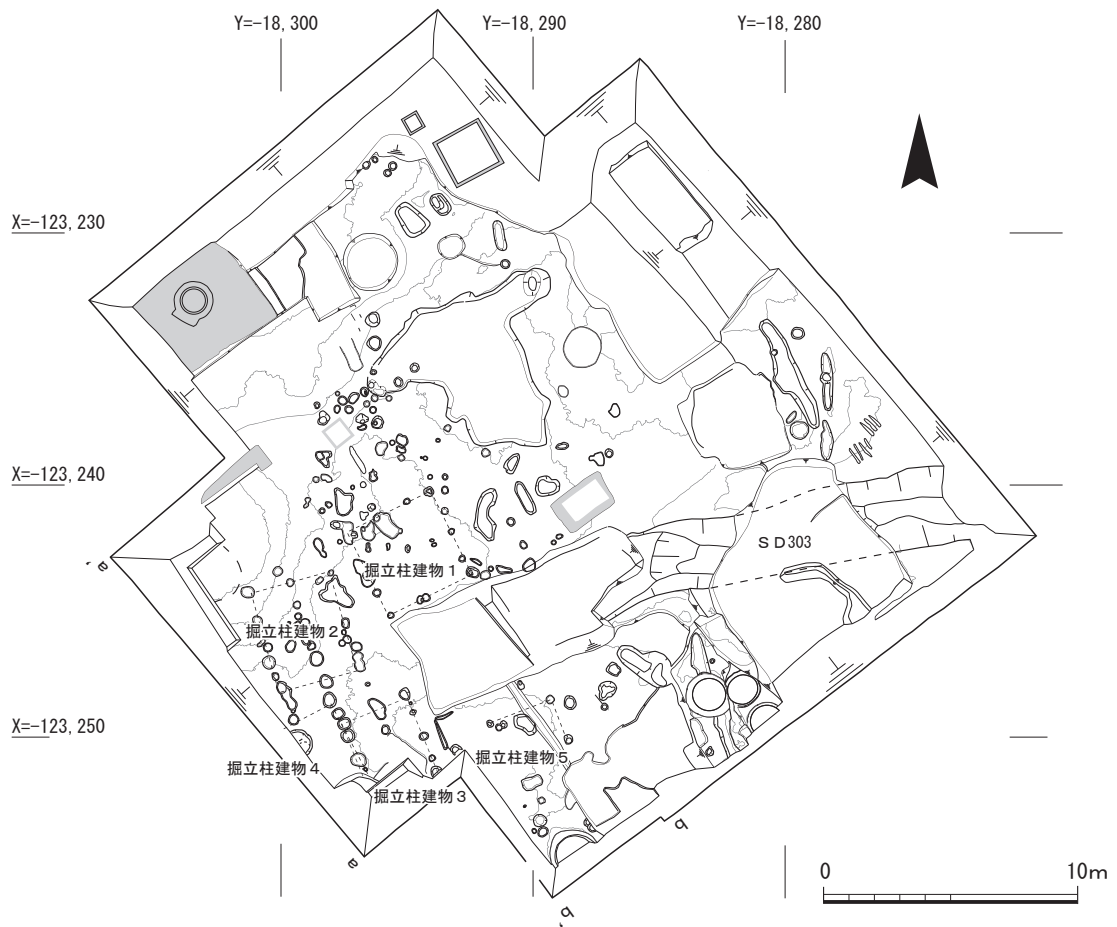 Y=-18, 300
Y=-18, 290
Y=-18, 280
X=-123, 230
X=-123, 240
SD303
a'
掘立柱建物1
掘立柱建物2
X=-123, 250
掘立柱建物5
掘立柱建物4
掘立柱建物3
b
a
0
10m
b'